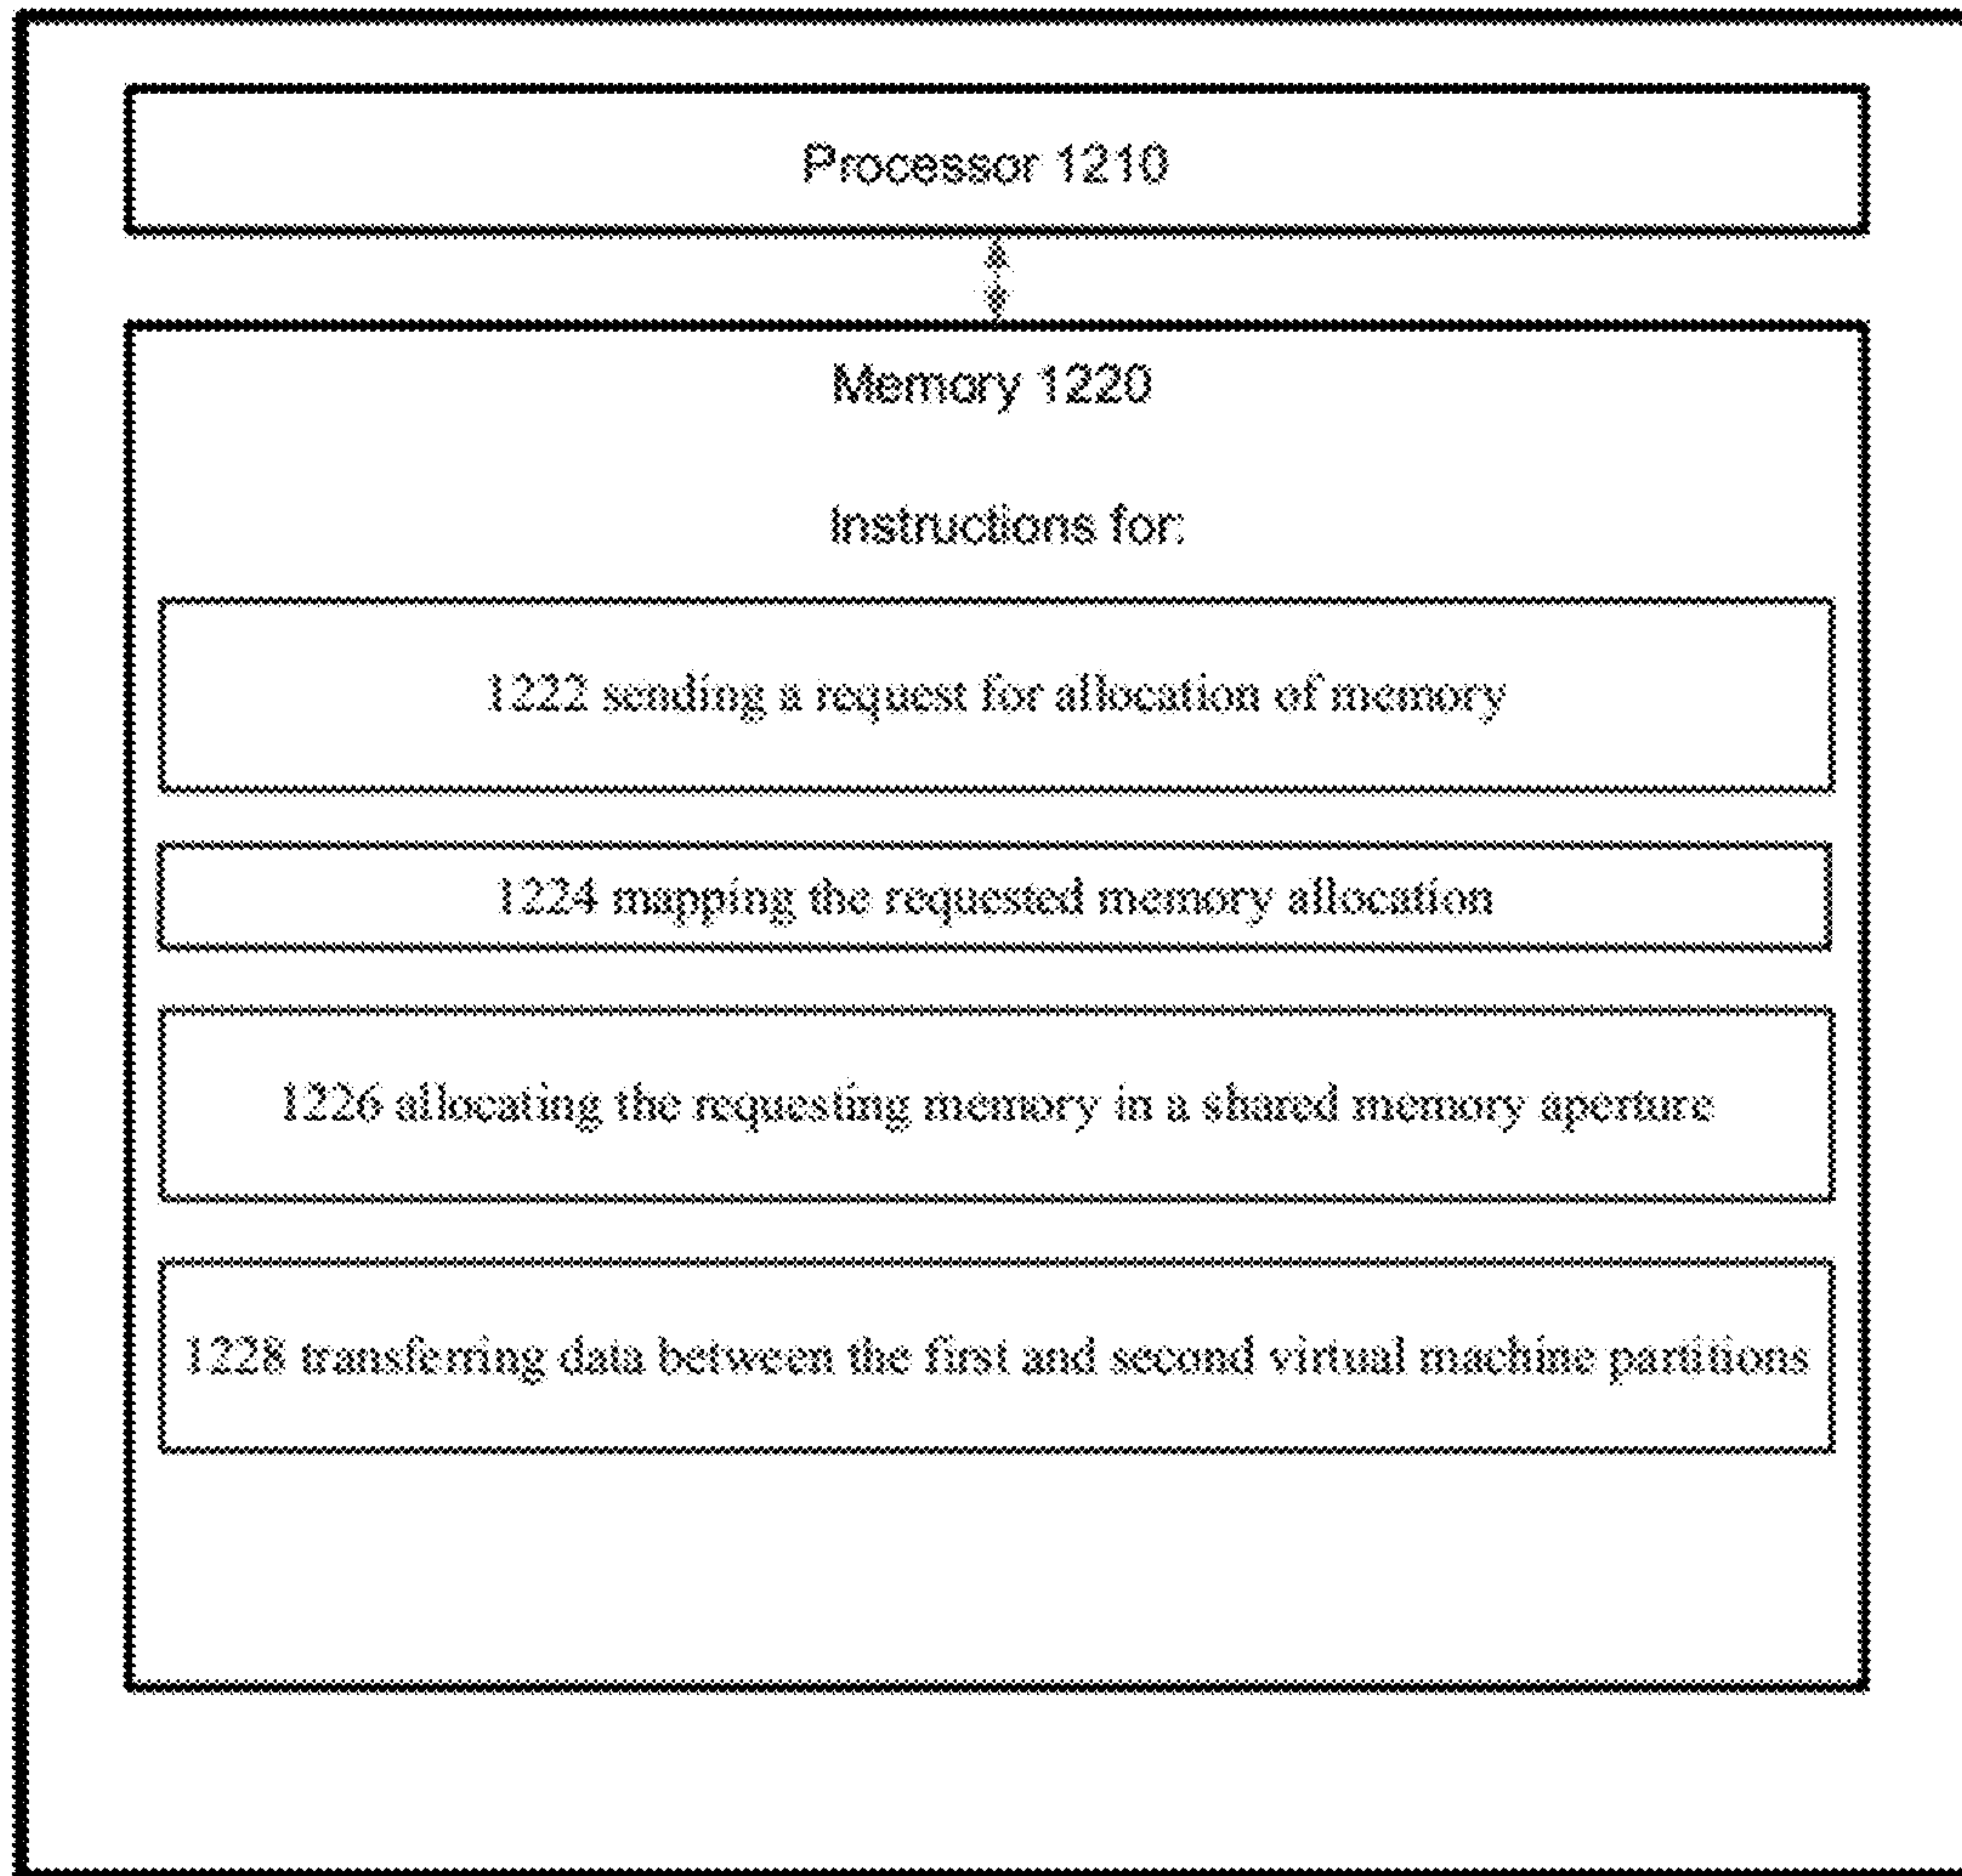 Processor 1210
Memory 1220
Instructions for:
1222 sending a request for allocation of memory
1224 mapping the requested memory allocation
1226 allocating the requesting memory in a shared memory aperture
1228 transferring data between the first and second virtual machine partitions